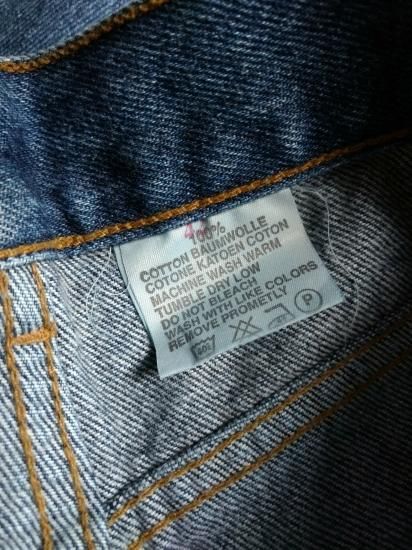 100%
COTTON BAUMWOLLE
COTONE KATOEN COTON
MACHINE WASH WARM
TUMBLE DRY LOW
DO NOT BLEACH
WASH WITH LIKE COLORS
REMOVE PROMETLY
P